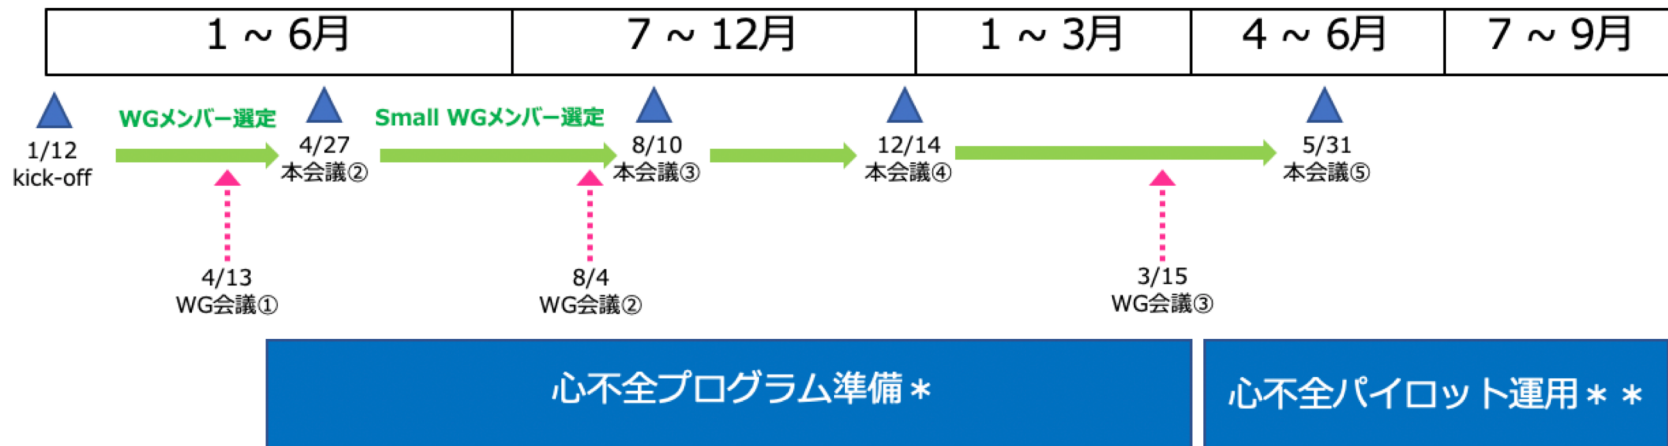 1 ~ 6月
7 ~ 12月
1 ~ 3月
4 ~ 6月
7 ~ 9月
WGメンバー選定
Small WGメンバー選定
1/12
kick-off
4/27
本会議②
8/10
本会議③
12/14
本会議④
5/31
本会議⑤
4/13
WG会議①
8/4
WG会議②
3/15
WG会議③
心不全プログラム準備＊
心不全パイロット運用＊＊